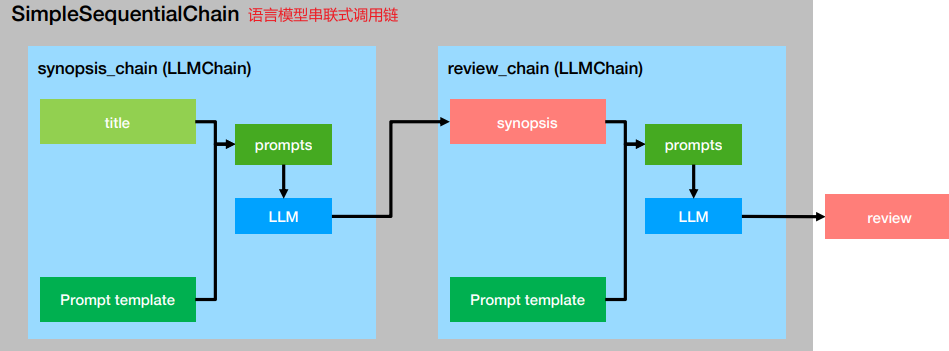 SimpleSequentialChain 语言模型串联式调用链
synopsis_chain (LLMChain)
title
prompts
LLM
Prompt template
review_chain (LLMChain)
synopsis
prompts
LLM
Prompt template
review